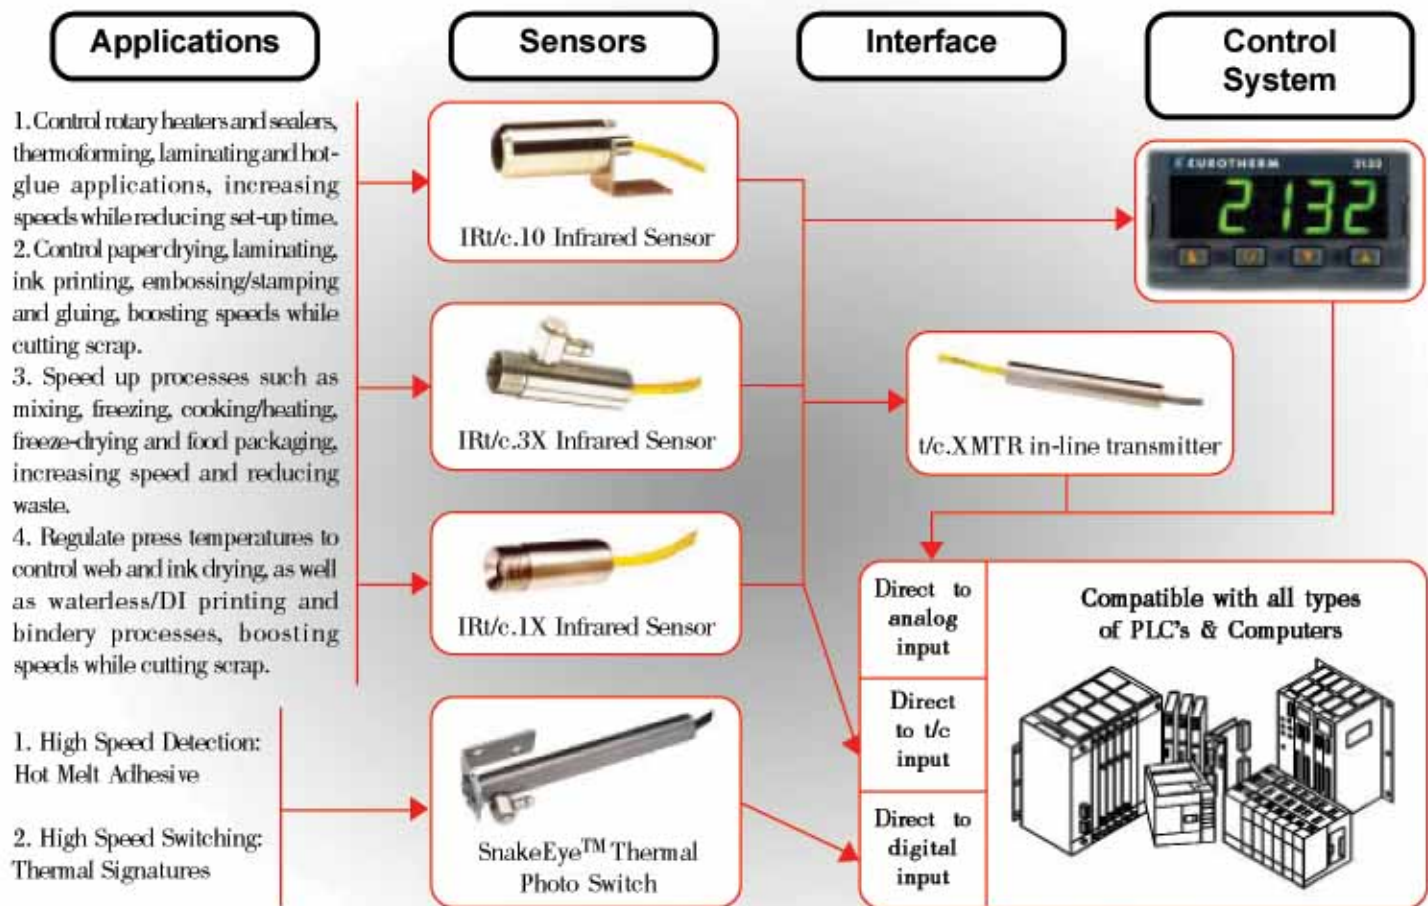 Applications
Sensors
Interface
Control
System
1. Control rotary heaters and sealers,
thermoforming, laminating and hot-
glue applications, increasing
speeds while reducing set-up time.
2. Control paper drying, laminating,
ink printing, embossing/stamping
and gluing, boosting speeds while
cutting scrap.
3. Speed up processes such as
mixing, freezing, cooking/heating,
freeze-drying and food packaging,
increasing speed and reducing
waste.
4. Regulate press temperatures to
control web and ink drying, as well
as waterless/DI printing and
bindery processes, boosting
speeds while cutting scrap.
1. High Speed Detection:
Hot Melt Adhesive
2. High Speed Switching:
Thermal Signatures
IRt/c.10 Infrared Sensor
IRt/c.3X Infrared Sensor
IRt/c.1X Infrared Sensor
SnakeEye™ Thermal
Photo Switch
t/c.XMTR in-line transmitter
EUROTHERM 2132
2132
Direct to
analog
input
Direct
to t/c
input
Direct to
digital
input
Compatible with all types
of PLC's & Computers